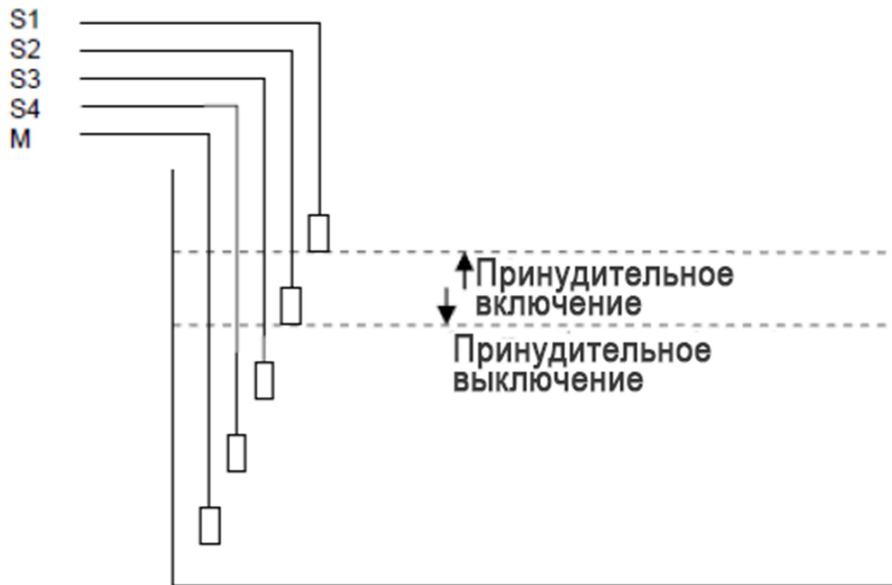 S1
S2
S3
S4
M
Принудительное
включение
Принудительное
выключение